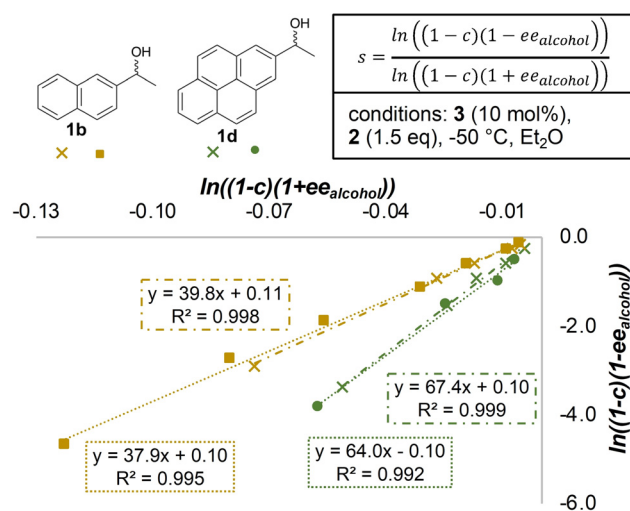 OH
1b
OH
1d
s = ln((1−c)(1−ee_alcohol)) / ln((1−c)(1+ee_alcohol))
conditions: 3 (10 mol%),
2 (1.5 eq), -50 °C, Et₂O
ln((1-c)(1+ee_alcohol))
-0.13 -0.10 -0.07 -0.04 -0.01
0.0
-2.0
-4.0
-6.0
ln((1-c)(1-ee_alcohol))
y = 39.8x + 0.11
R² = 0.998
y = 67.4x + 0.10
R² = 0.999
y = 37.9x + 0.10
R² = 0.995
y = 64.0x - 0.10
R² = 0.992